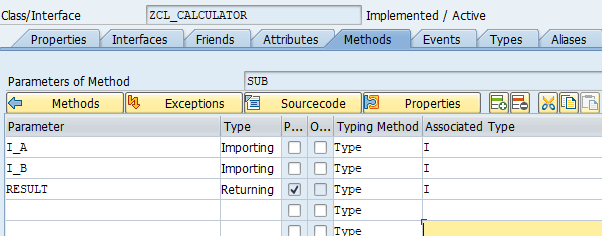 Class/Interface ZCL_CALCULATOR Implemented / Active
Properties Interfaces Friends Attributes Methods Events Types Aliases
Parameters of Method SUB
Methods Exceptions Sourcecode Properties
Parameter Type P... O... Typing Method Associated Type
I_A Importing Type I
I_B Importing Type I
RESULT Returning Type I
Type
Type